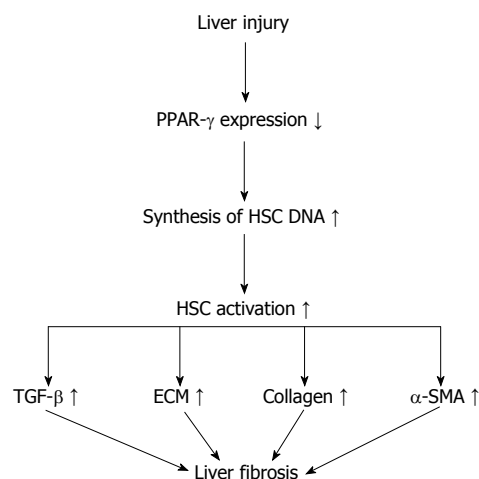 Liver injury
PPAR-γ expression ↓
Synthesis of HSC DNA ↑
HSC activation ↑
TGF-β ↑ ECM ↑ Collagen ↑ α-SMA ↑
Liver fibrosis